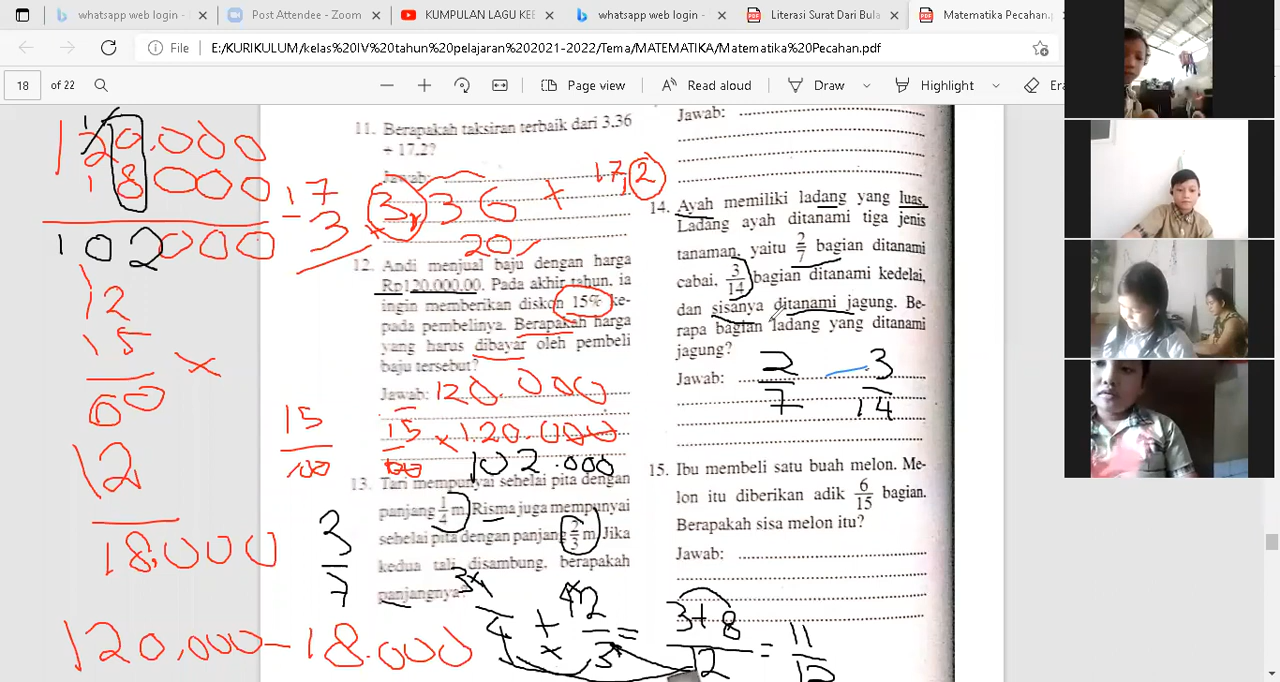 whatsapp web login -
Post Attendee - Zoom
KUMPULAN LAGU KEE
whatsapp web login -
Literasi Surat Dari Bula
Matematika Pecahan.p
File
E:/KURIKULUM/kelas%20IV%20tahun%20pelajaran%202021-2022/Tema/MATEMATIKA/Matematika%20Pecahan.pdf
18 of 22
Page view
Read aloud
Draw
Highlight
Era
11. Berapakah taksiran terbaik dari 3.36
+ 17.2?
Jawab:
3,36 + 17,2
20
12. Andi menjual baju dengan harga
Rp120.000.00. Pada akhir tahun, ia
ingin memberikan diskon 15% ke-
pada pembelinya. Berapakah harga
yang harus dibayar oleh pembeli
baju tersebut?
Jawab: 120.000
15/100 × 120.000
102.000
13. Tari mempunyai sehelai pita dengan
panjang 1/4 m. Risma juga mempunyai
sehelai pita dengan panjang 2/3 m. Jika
kedua tali disambung, berapakah
panjangnya?
3+8/12 = 11/12
Jawab:
14. Ayah memiliki ladang yang luas.
Ladang ayah ditanami tiga jenis
tanaman, yaitu 2/7 bagian ditanami
cabai, 3/14 bagian ditanami kedelai,
dan sisanya ditanami jagung. Be-
rapa bagian ladang yang ditanami
jagung?
Jawab: 2/7 - 3/14
15. Ibu membeli satu buah melon. Me-
lon itu diberikan adik 6/15 bagian.
Berapakah sisa melon itu?
Jawab:
120.000
18000
102000
17
- 3
12
15 ×
60
12
18.000
15/100
3/7
120.000 - 18.000